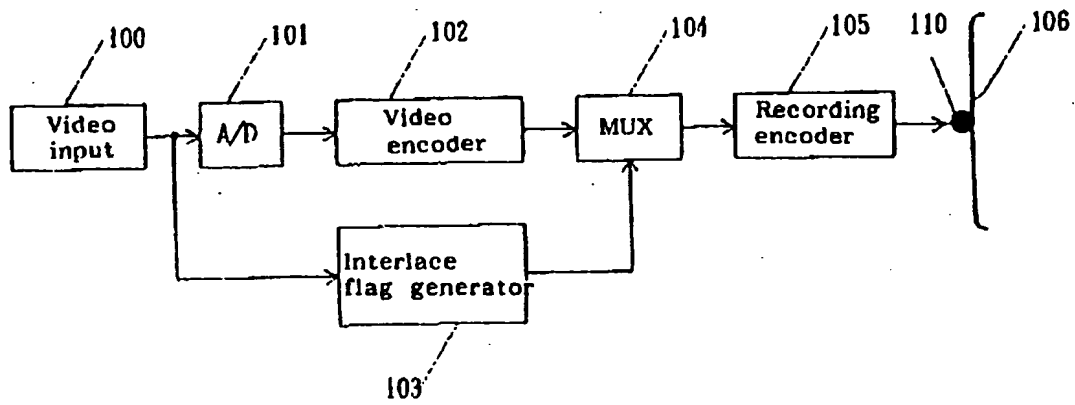 100
101
102
104
105
110
106
Video
input
A/D
Video
encoder
MUX
Recording
encoder
Interlace
flag generator
103